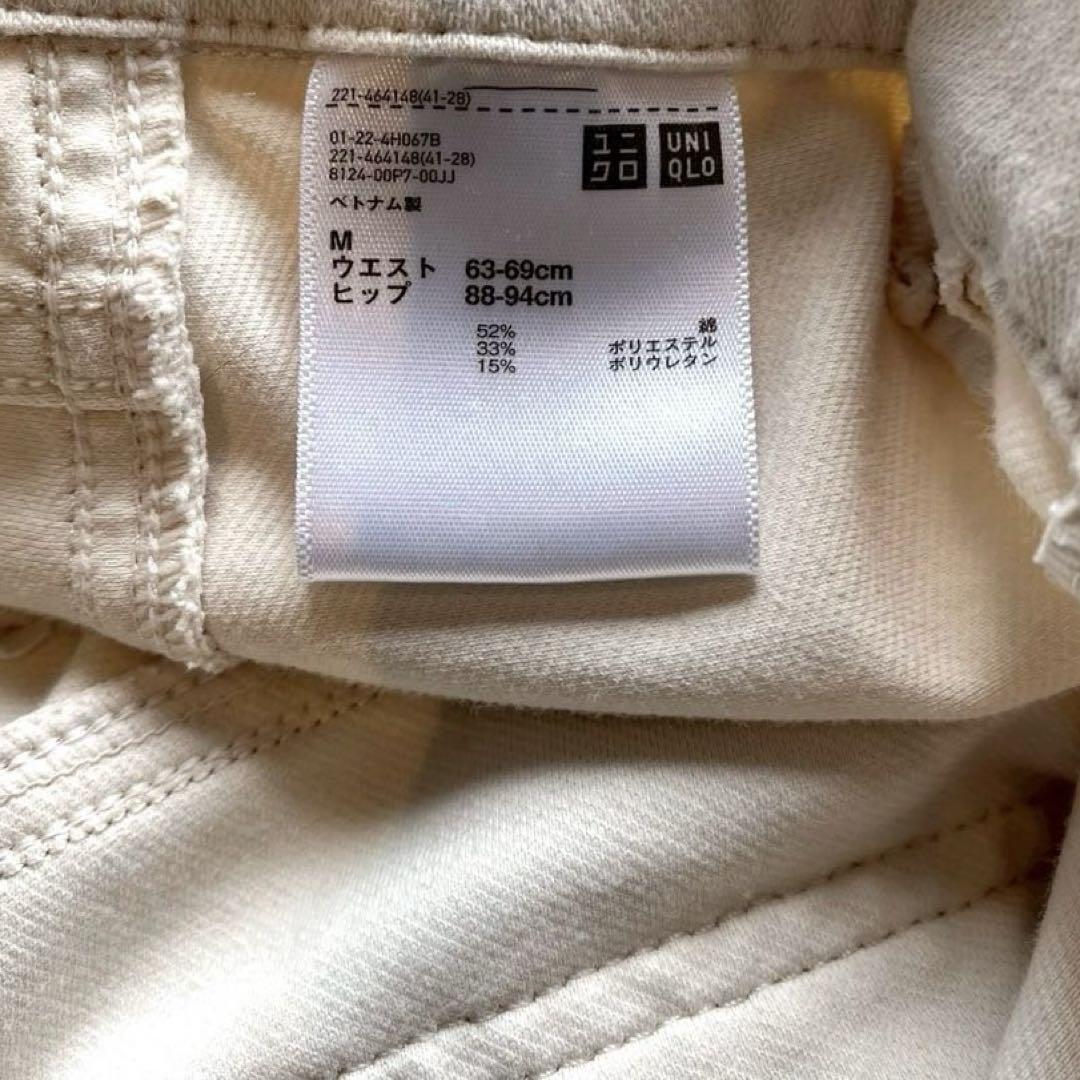 221-464148(41-28)
01-22-4H067B
221-464148(41-28)
8124-00P7-00JJ
ユニ
クロ
UNI
QLO
ベトナム製
M
ウエスト 63-69cm
ヒップ 88-94cm
52% 綿
33% ポリエステル
15% ポリウレタン